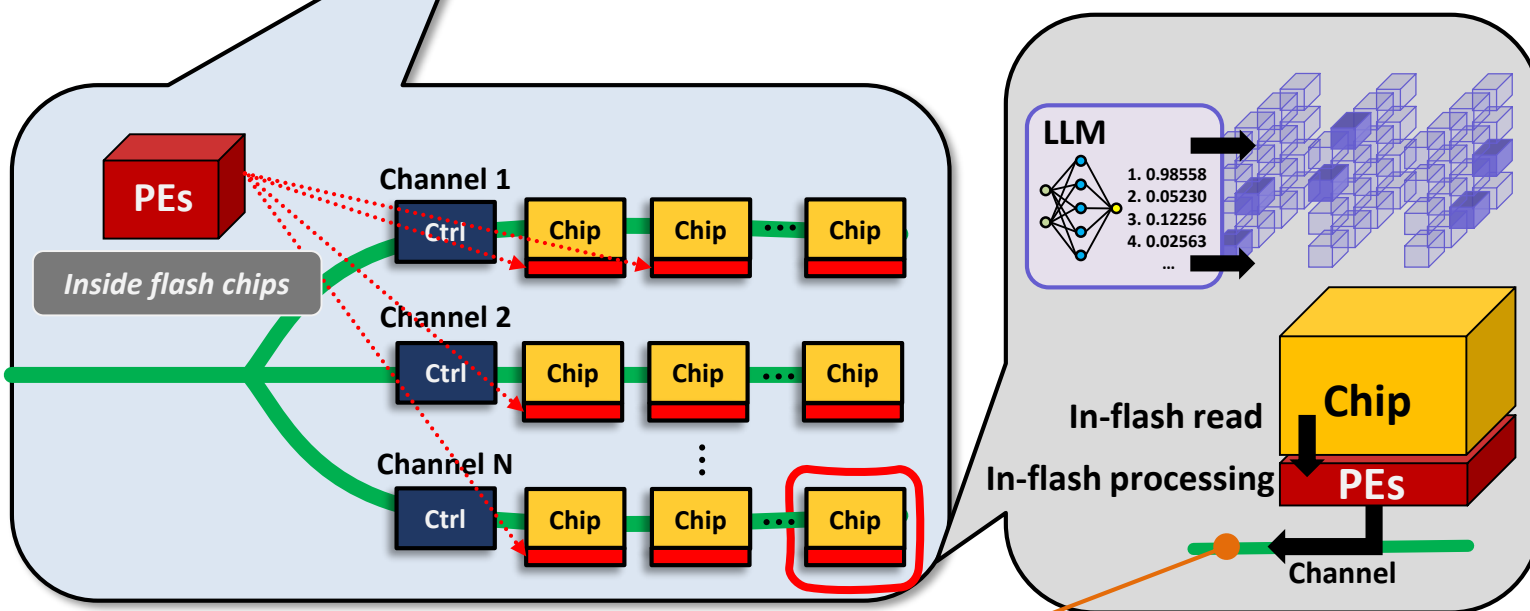 PEs
Inside flash chips
Channel 1
Ctrl Chip Chip ... Chip
Channel 2
Ctrl Chip Chip ... Chip
...
Channel N
Ctrl Chip Chip ... Chip
LLM
1. 0.98558
2. 0.05230
3. 0.12256
4. 0.02563
...
Chip
In-flash read
In-flash processing
PEs
Channel